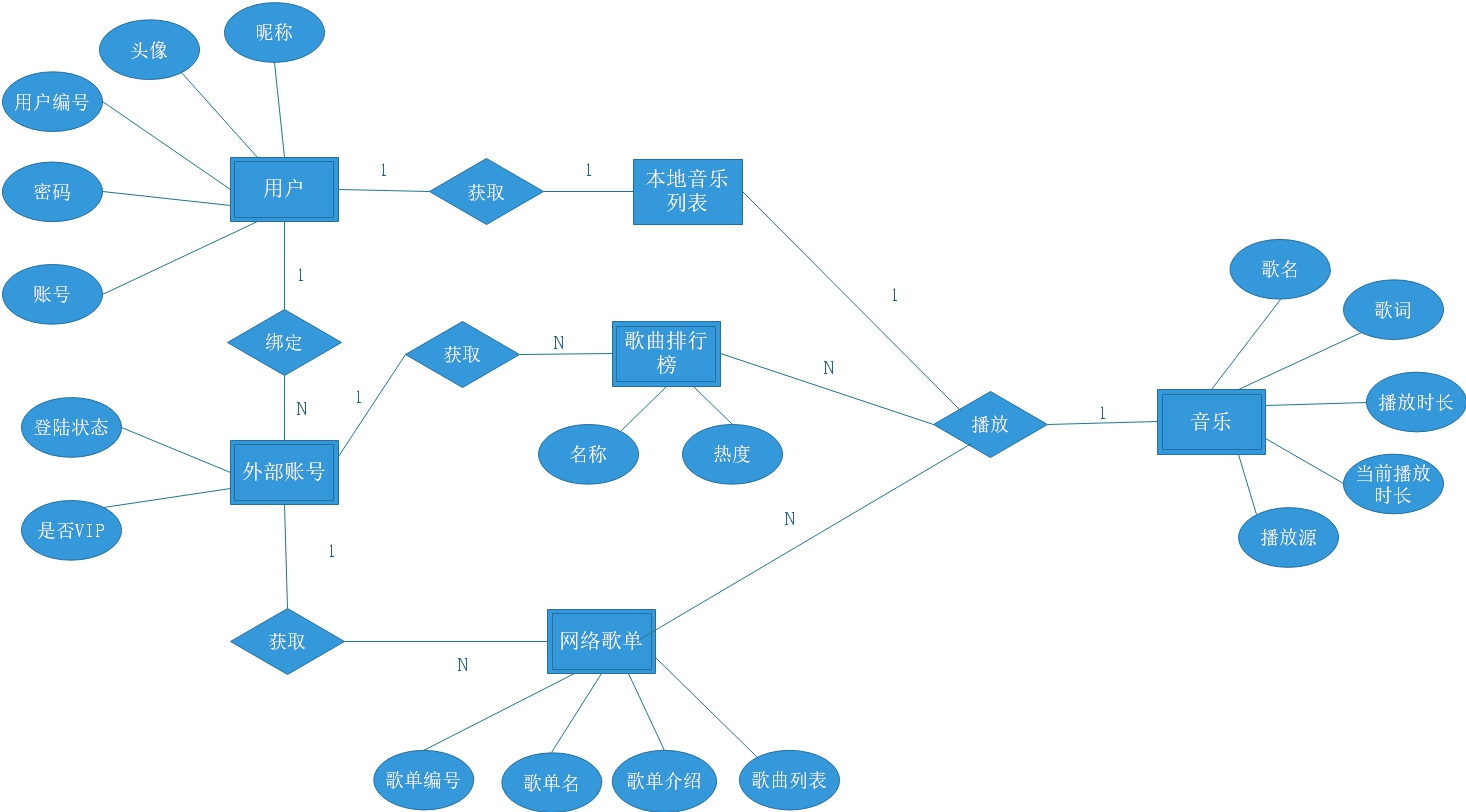 昵称
头像
用户编号
用户
密码
账号
1
获取
1
本地音乐
列表
1
绑定
N
1
获取
N
歌曲排行
榜
名称
热度
1
N
播放
1
音乐
歌名
歌词
播放时长
当前播放
时长
播放源
登陆状态
外部账号
是否VIP
1
获取
N
网络歌单
N
歌单编号
歌单名
歌单介绍
歌曲列表